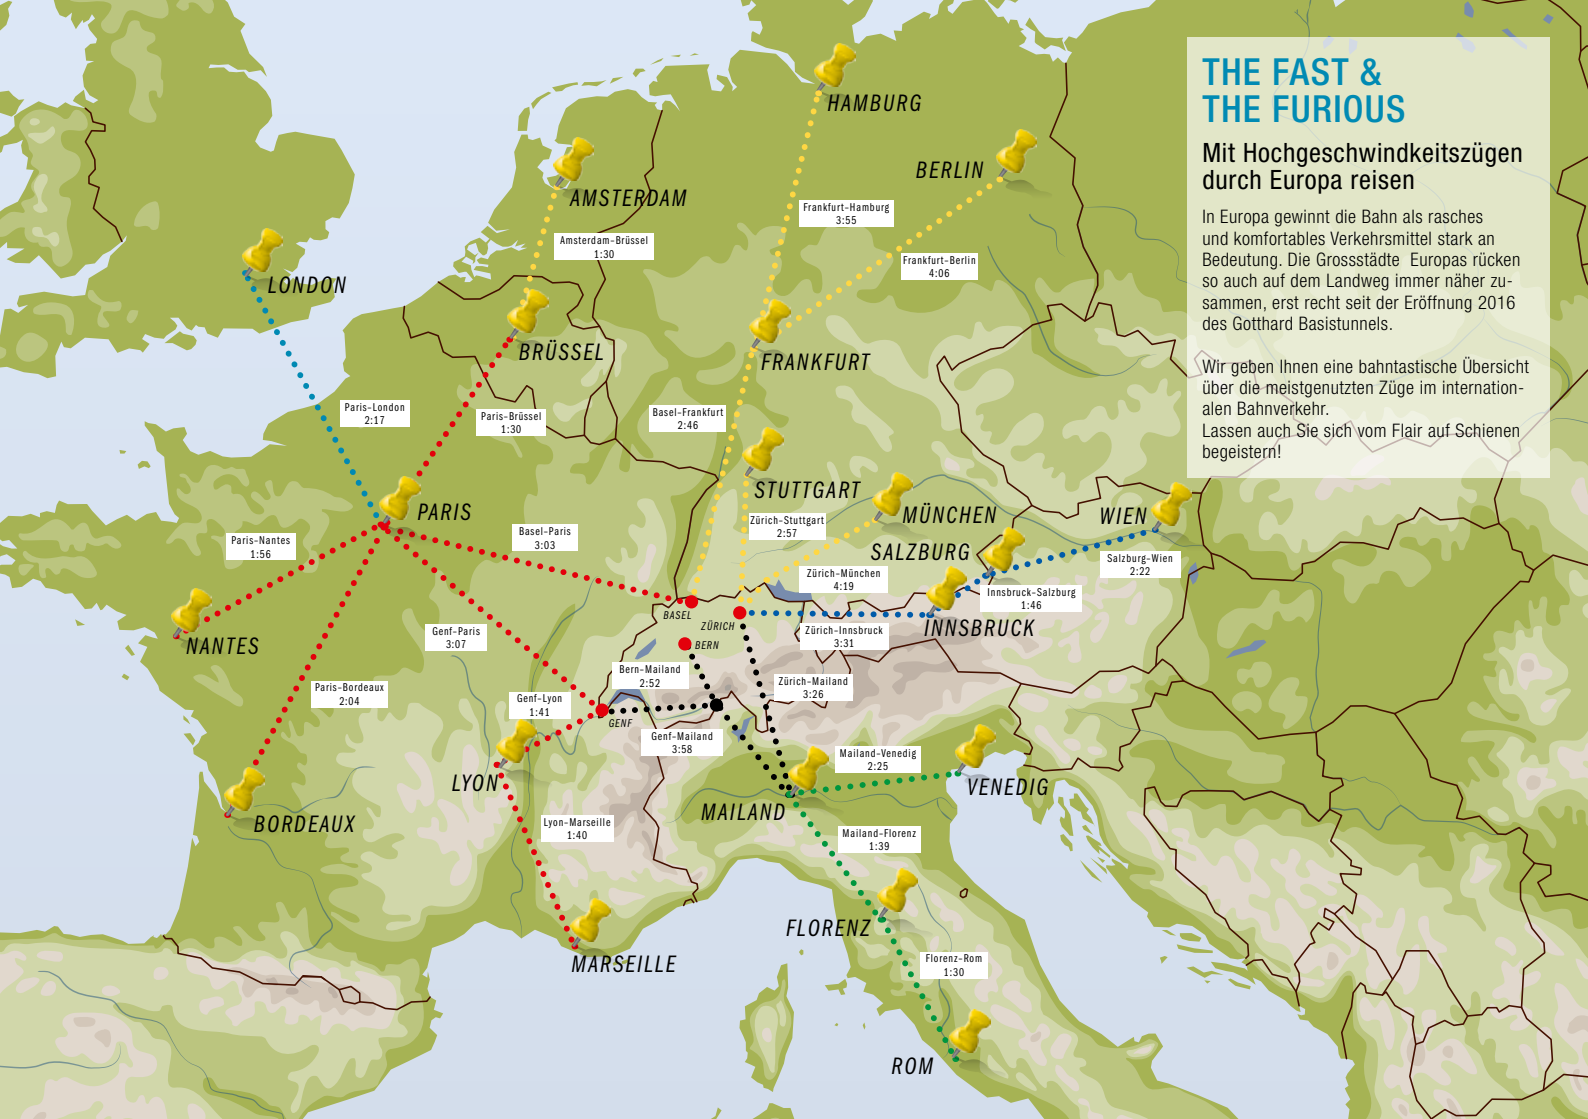 THE FAST &
THE FURIOUS
Mit Hochgeschwindkeitszügen
durch Europa reisen
In Europa gewinnt die Bahn als rasches
und komfortables Verkehrsmittel stark an
Bedeutung. Die Grossstädte Europas rücken
so auch auf dem Landweg immer näher zu-
sammen, erst recht seit der Eröffnung 2016
des Gotthard Basistunnels.
Wir geben Ihnen eine bahntastische Übersicht
über die meistgenutzten Züge im internation-
alen Bahnverkehr.
Lassen auch Sie sich vom Flair auf Schienen
begeistern!
HAMBURG
BERLIN
AMSTERDAM
Frankfurt-Hamburg
3:55
Amsterdam-Brüssel
1:30
Frankfurt-Berlin
4:06
LONDON
BRÜSSEL
FRANKFURT
Paris-London
2:17
Paris-Brüssel
1:30
Basel-Frankfurt
2:46
STUTTGART
PARIS
MÜNCHEN
WIEN
Zürich-Stuttgart
2:57
Basel-Paris
3:03
Paris-Nantes
1:56
SALZBURG
Salzburg-Wien
2:22
Zürich-München
4:19
Innsbruck-Salzburg
1:46
BASEL
ZÜRICH
INNSBRUCK
Zürich-Innsbruck
3:31
NANTES
Genf-Paris
3:07
BERN
Bern-Mailand
2:52
Zürich-Mailand
3:26
Paris-Bordeaux
2:04
Genf-Lyon
1:41
GENF
Genf-Mailand
3:58
Mailand-Venedig
2:25
LYON
VENEDIG
MAILAND
BORDEAUX
Lyon-Marseille
1:40
Mailand-Florenz
1:39
FLORENZ
MARSEILLE
Florenz-Rom
1:30
ROM